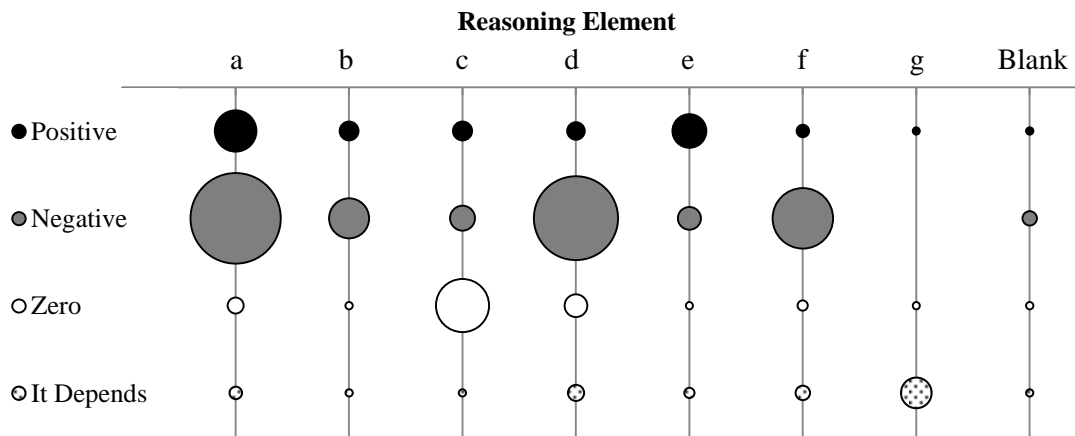 Reasoning Element
a b c d e f g Blank
Positive
Negative
Zero
It Depends